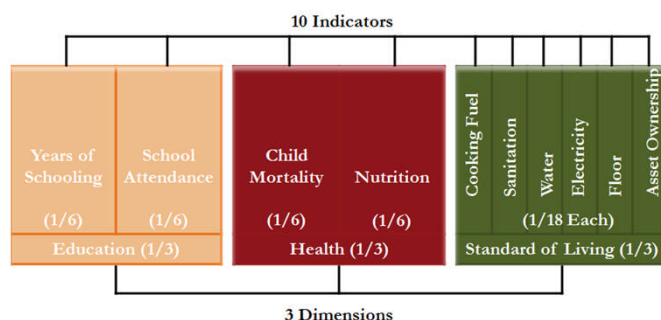 10 Indicators
Years of
Schooling
(1/6)
School
Attendance
(1/6)
Education (1/3)
Child
Mortality
(1/6)
Nutrition
(1/6)
Health (1/3)
Cooking Fuel
Sanitation
Water
Electricity
Floor
Asset Ownership
(1/18 Each)
Standard of Living (1/3)
3 Dimensions